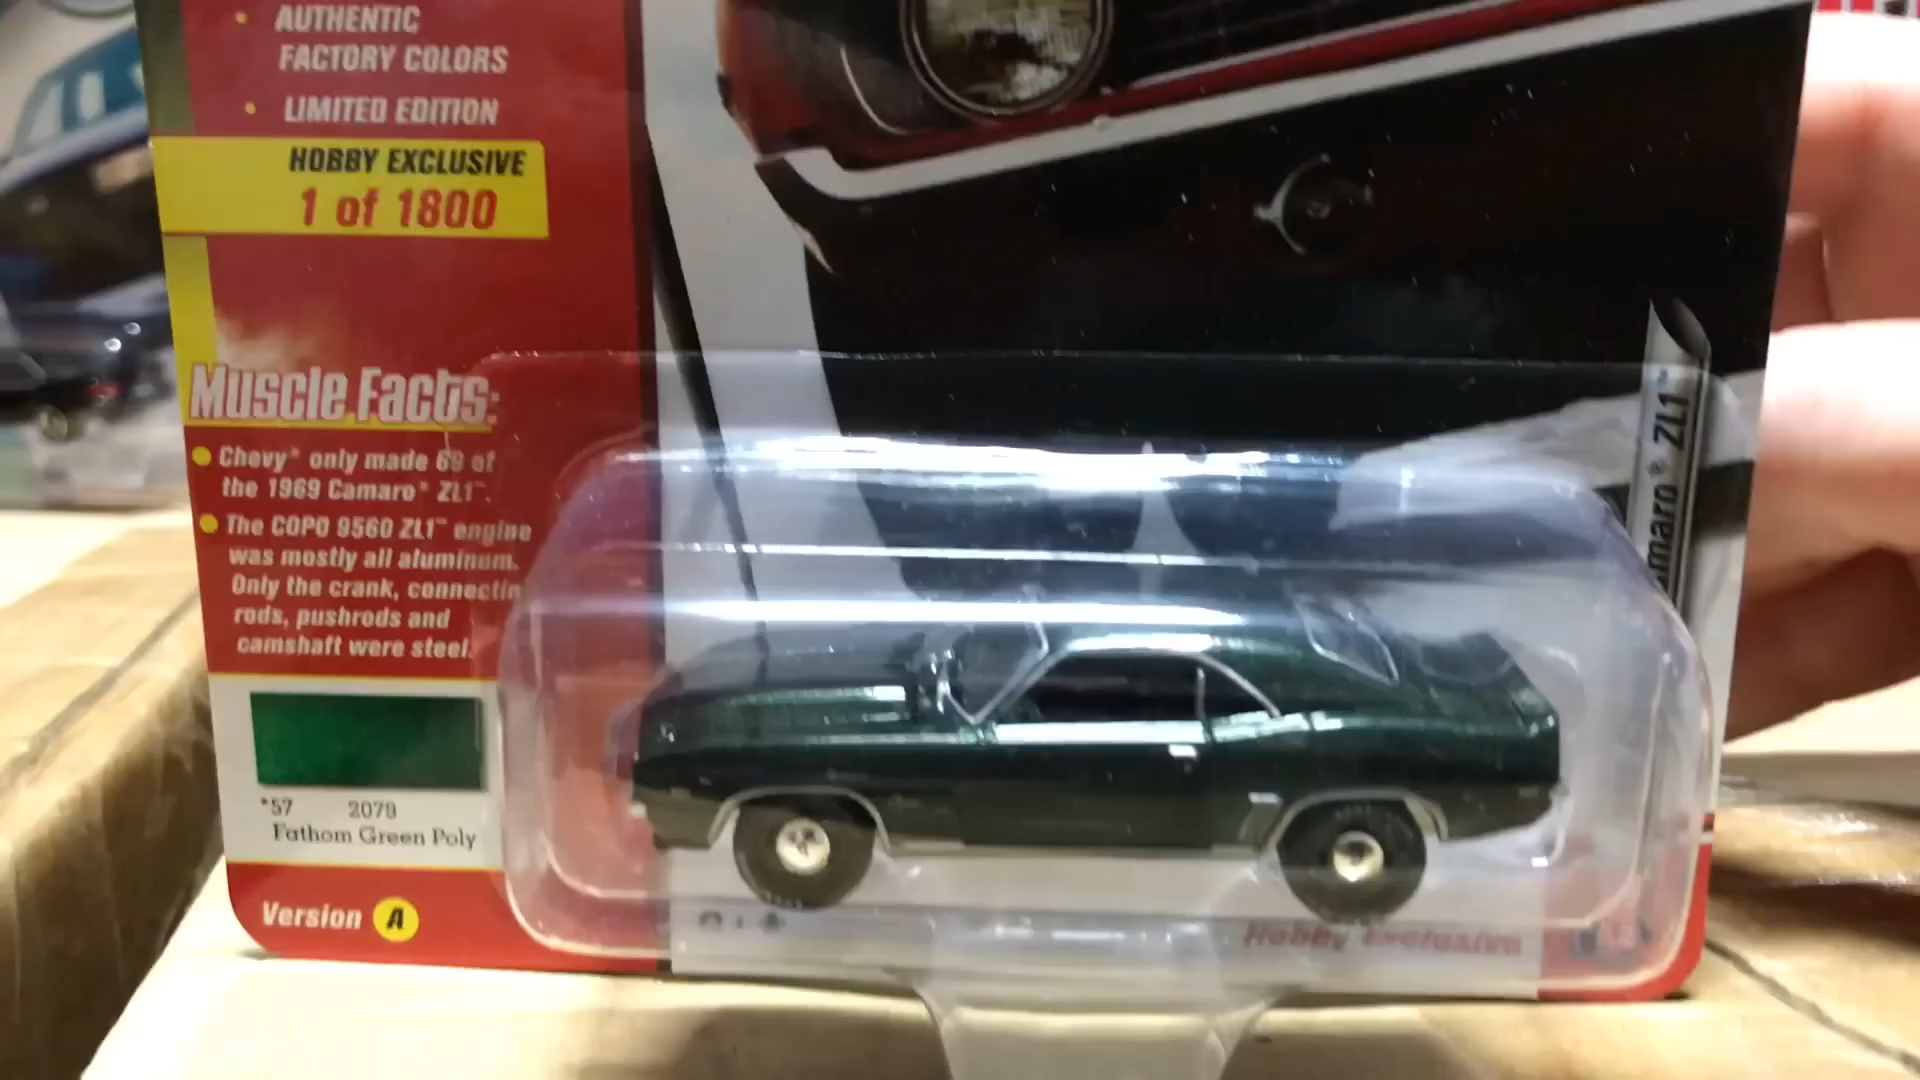 AUTHENTIC
FACTORY COLORS
LIMITED EDITION
HOBBY EXCLUSIVE
1 of 1800
Muscle Facts:
Chevy® only made 69 of
the 1969 Camaro® ZL1™.
The COPO 9560 ZL1™ engine
was mostly all aluminum.
Only the crank, connectin
rods, pushrods and
camshaft were steel.
*57 2079
Fathom Green Poly
Version A
maro® ZL1™
Hobby Exclusive